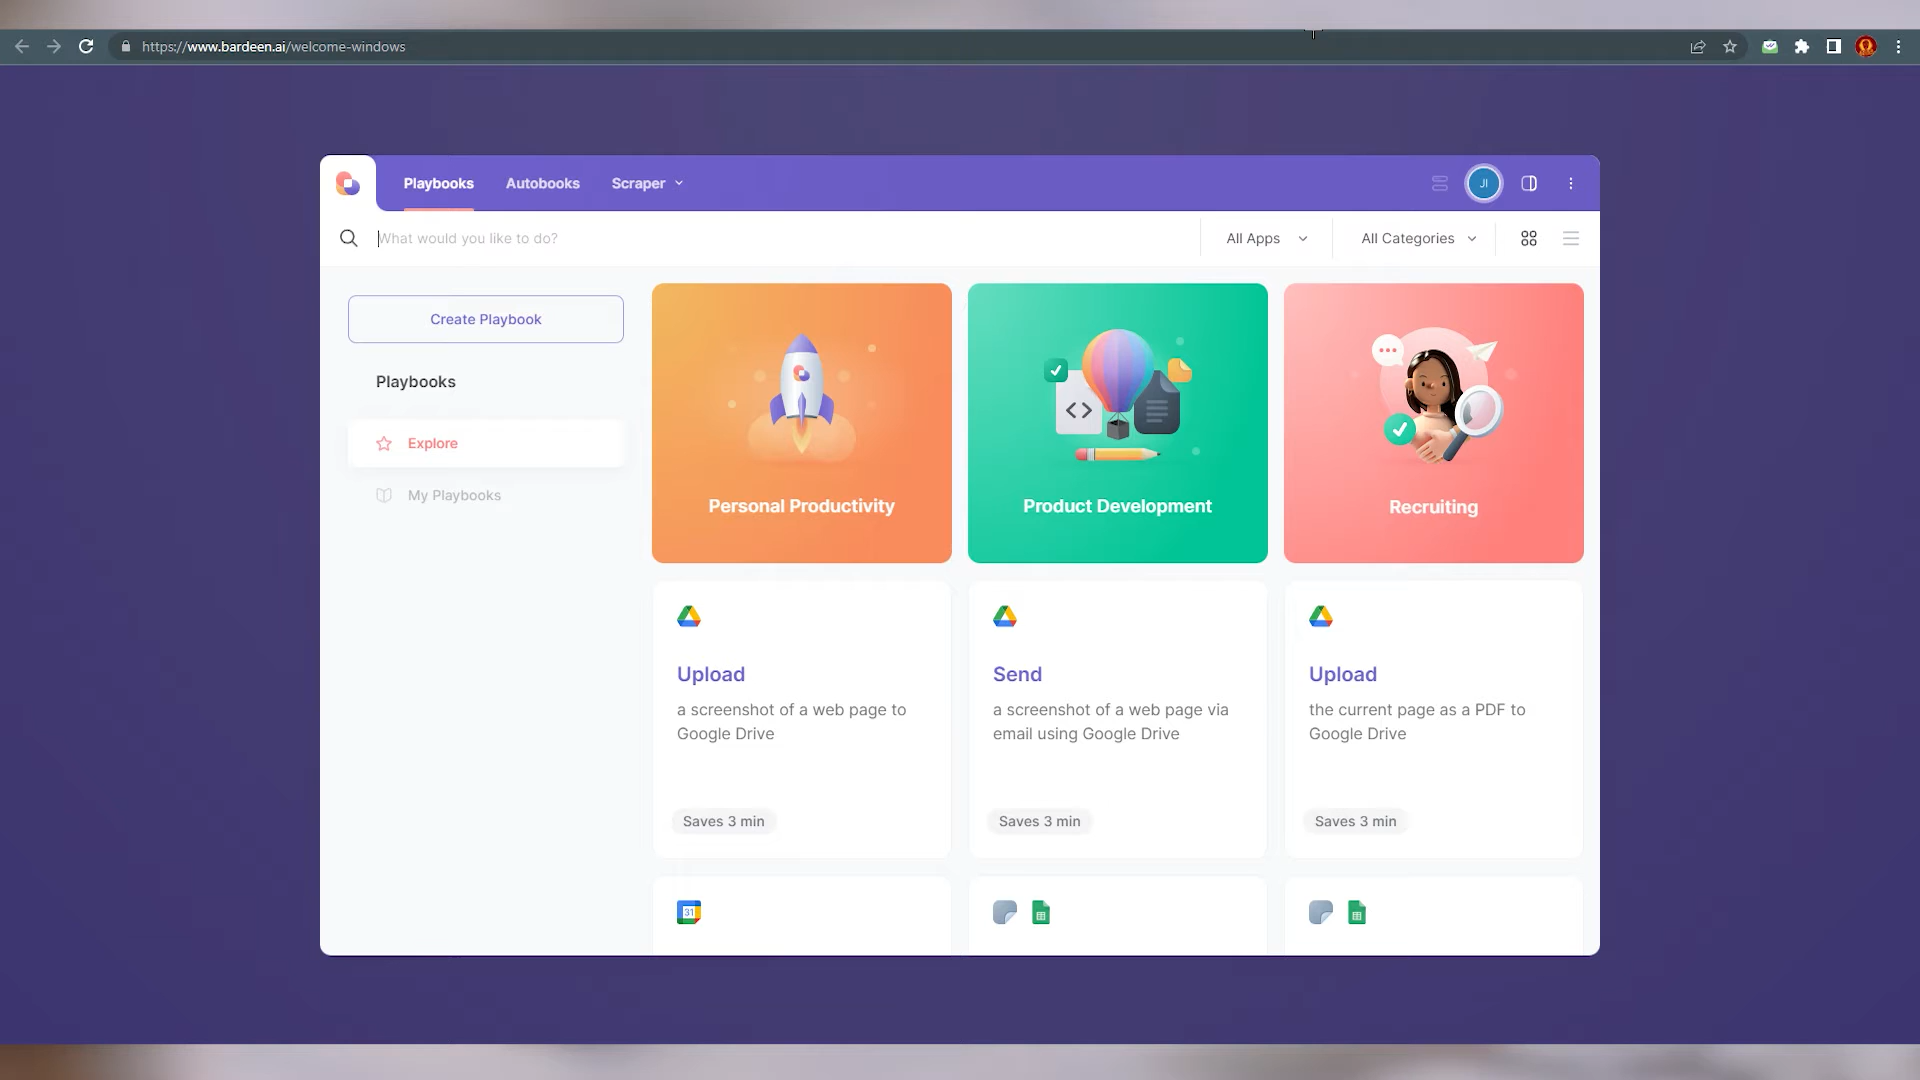 https://www.bardeen.ai/welcome-windows
Playbooks
Autobooks
Scraper
JI
What would you like to do?
All Apps
All Categories
Create Playbook
Playbooks
Explore
My Playbooks
Personal Productivity
Product Development
Recruiting
Upload
a screenshot of a web page to
Google Drive
Saves 3 min
Send
a screenshot of a web page via
email using Google Drive
Saves 3 min
Upload
the current page as a PDF to
Google Drive
Saves 3 min
31